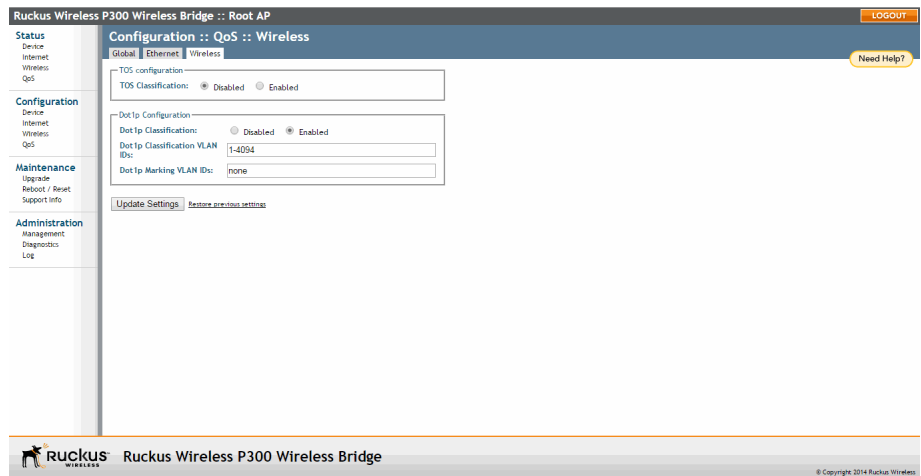 Ruckus Wireless P300 Wireless Bridge :: Root AP
LOGOUT
Status
Device
Internet
Wireless
QoS
Configuration
Device
Internet
Wireless
QoS
Maintenance
Upgrade
Reboot / Reset
Support Info
Administration
Management
Diagnostics
Log
Configuration :: QoS :: Wireless
Global Ethernet Wireless
Need Help?
TOS configuration
TOS Classification: Disabled Enabled
Dot1p Configuration
Dot1p Classification: Disabled Enabled
Dot1p Classification VLAN
IDs: 1-4094
Dot1p Marking VLAN IDs: none
Update Settings Restore previous settings
RUCKUS
WIRELESS
Ruckus Wireless P300 Wireless Bridge
© Copyright 2014 Ruckus Wireless